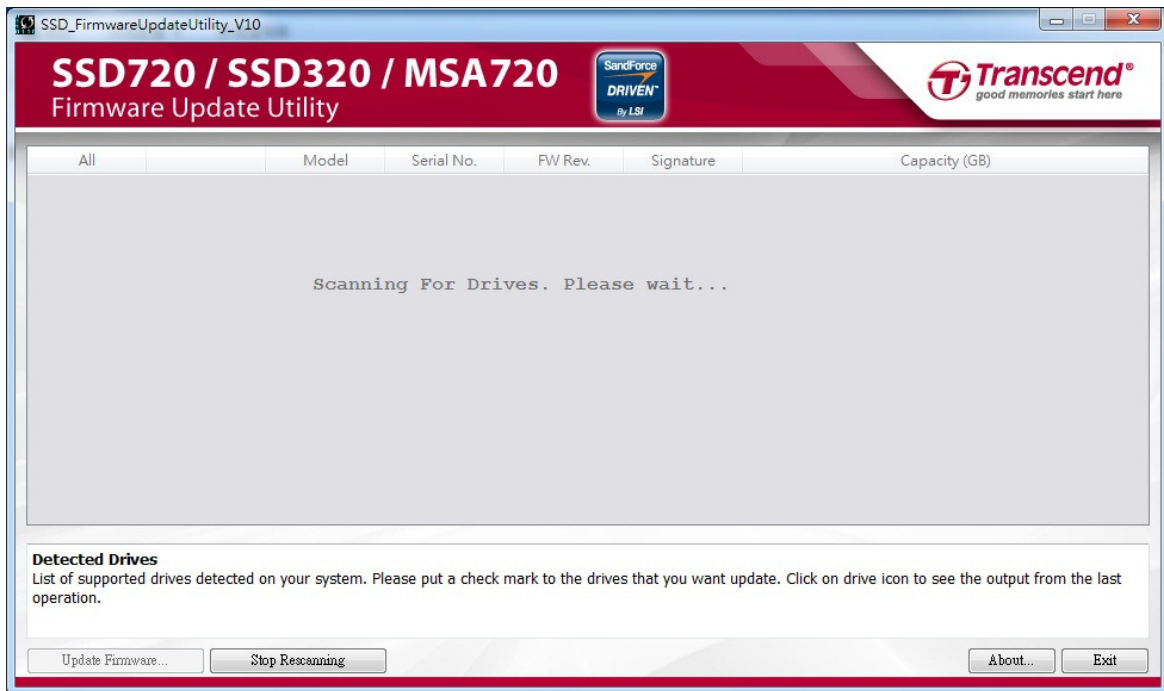 SSD_FirmwareUpdateUtility_V10
SSD720 / SSD320 / MSA720
Firmware Update Utility
SandForce
DRIVEN™
By LSI
Transcend®
good memories start here
All Model Serial No. FW Rev. Signature Capacity (GB)
Scanning For Drives. Please wait...
Detected Drives
List of supported drives detected on your system. Please put a check mark to the drives that you want update. Click on drive icon to see the output from the last
operation.
Update Firmware... Stop Rescanning About... Exit